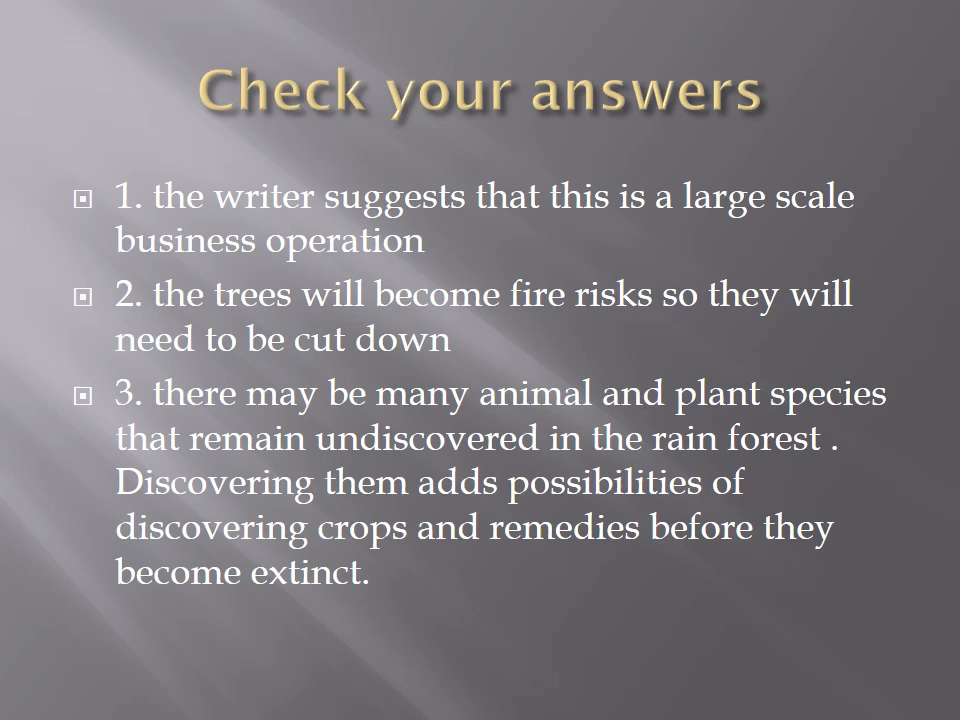 Check your answers
1. the writer suggests that this is a large scale
business operation
2. the trees will become fire risks so they will
need to be cut down
3. there may be many animal and plant species
that remain undiscovered in the rain forest .
Discovering them adds possibilities of
discovering crops and remedies before they
become extinct.